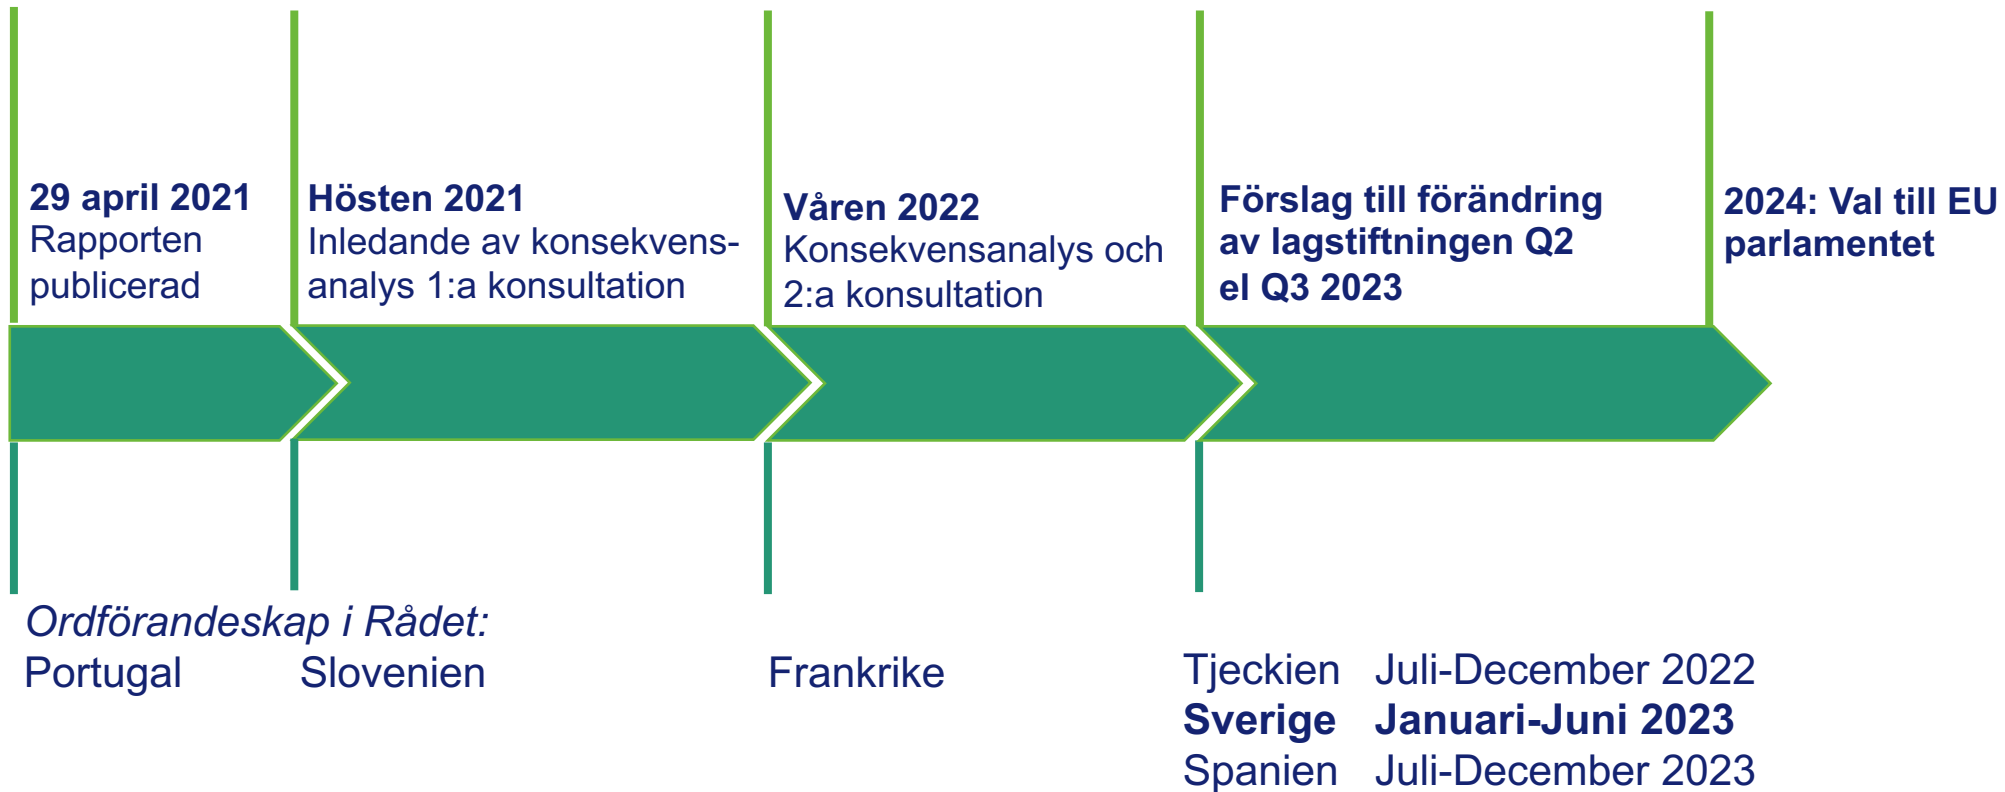 29 april 2021
Rapporten
publicerad
Hösten 2021
Inledande av konsekvens-
analys 1:a konsultation
Våren 2022
Konsekvensanalys och
2:a konsultation
Förslag till förändring
av lagstiftningen Q2
el Q3 2023
2024: Val till EU
parlamentet
Ordförandeskap i Rådet:
Portugal
Slovenien
Frankrike
Tjeckien Juli-December 2022
Sverige Januari-Juni 2023
Spanien Juli-December 2023